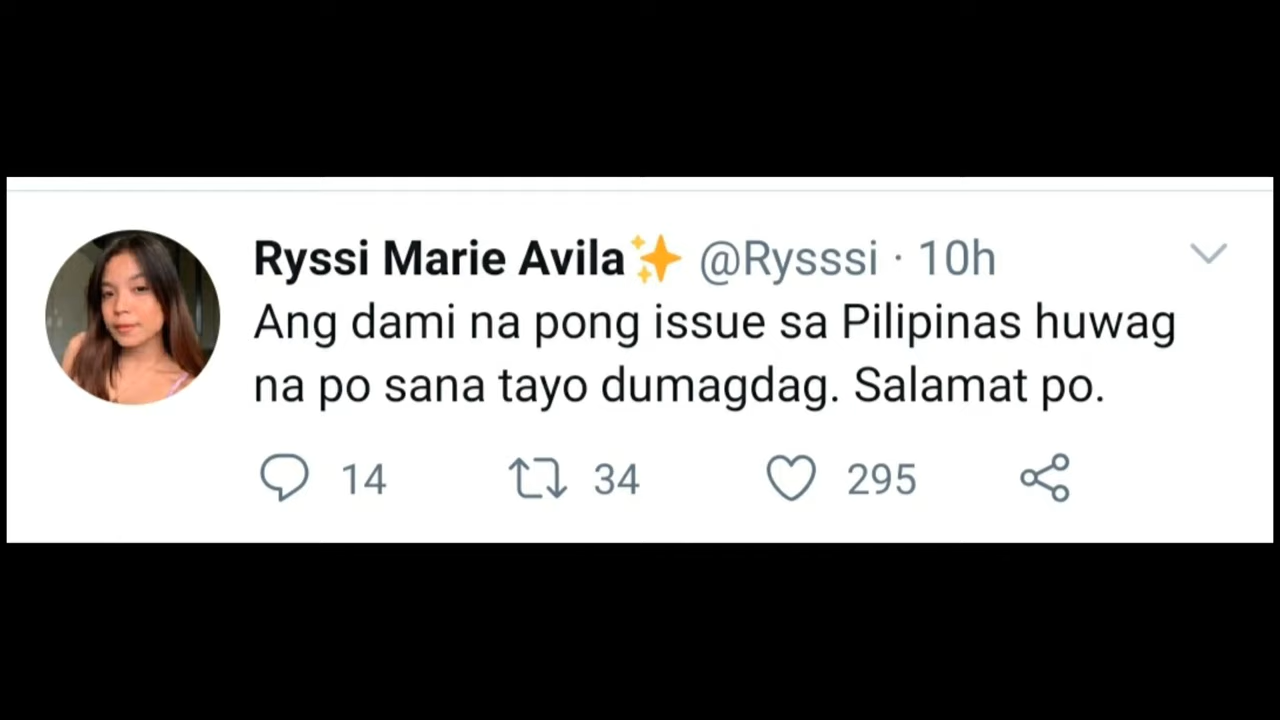 Ryssi Marie Avila✨ @Rysssi · 10h
Ang dami na pong issue sa Pilipinas huwag
na po sana tayo dumagdag. Salamat po.
14 34 295